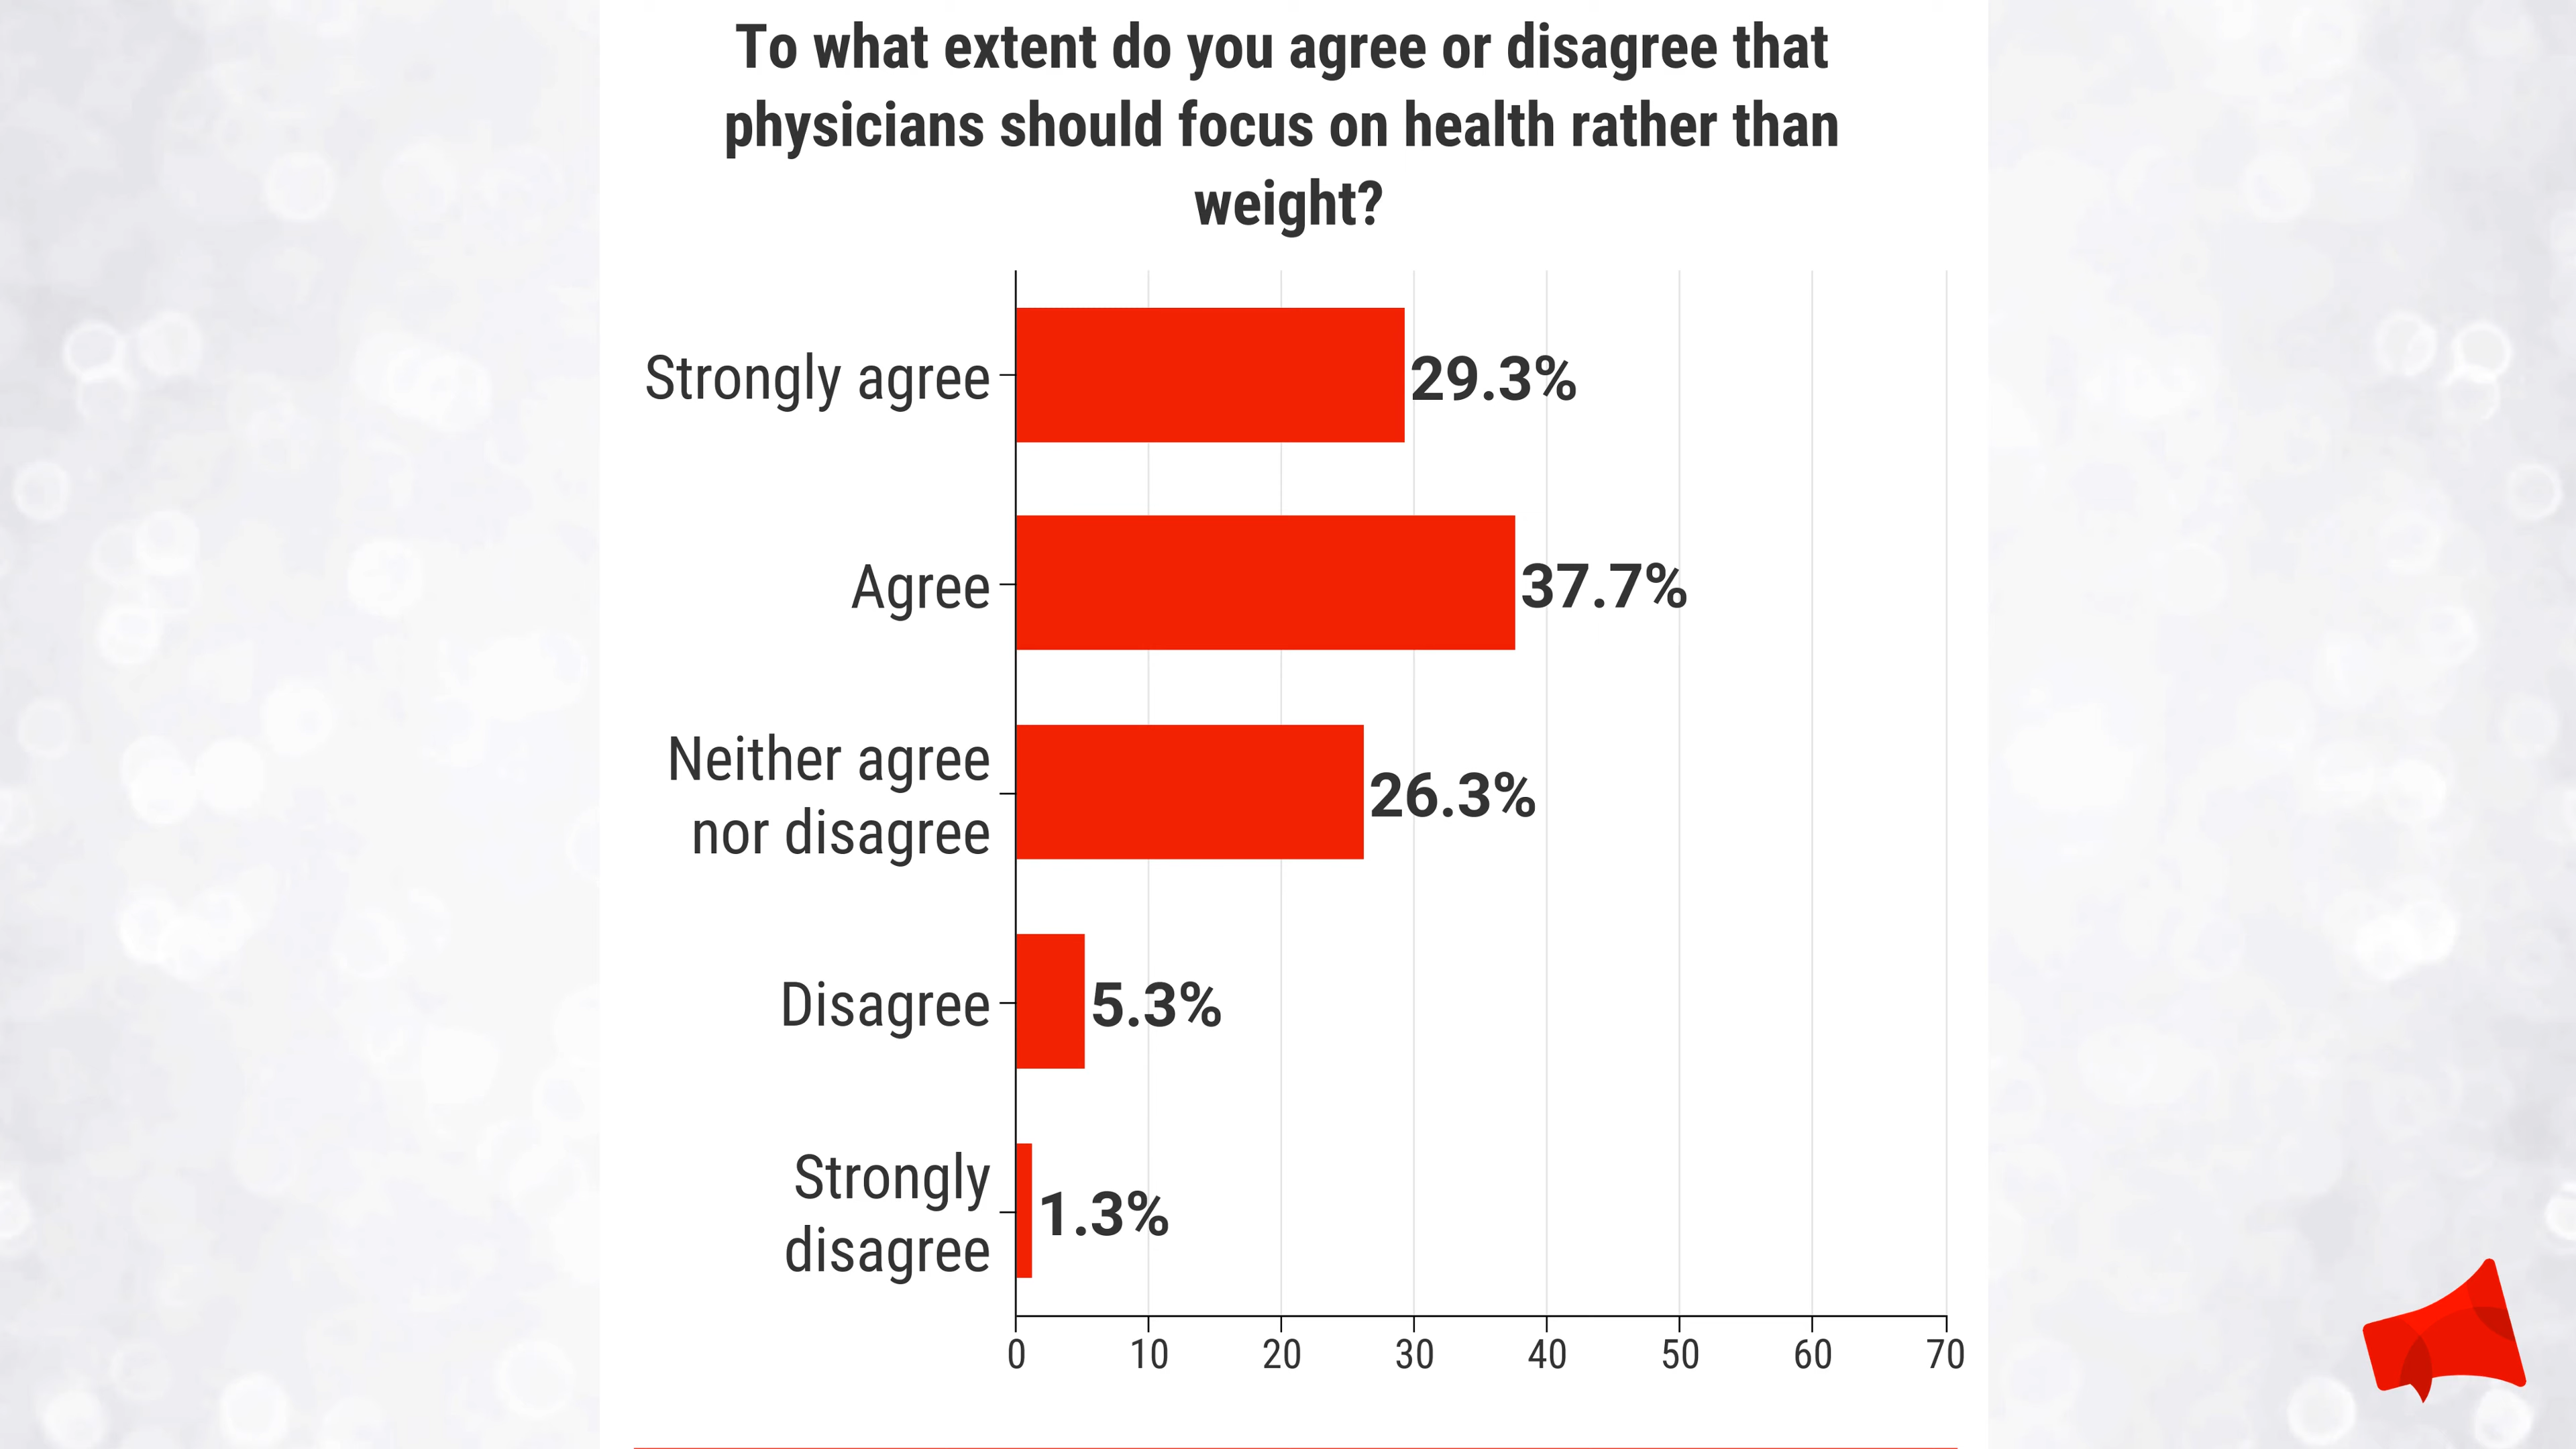 To what extent do you agree or disagree that
physicians should focus on health rather than
weight?
Strongly agree
29.3%
Agree
37.7%
Neither agree
nor disagree
26.3%
Disagree
5.3%
Strongly
disagree
1.3%
0 10 20 30 40 50 60 70